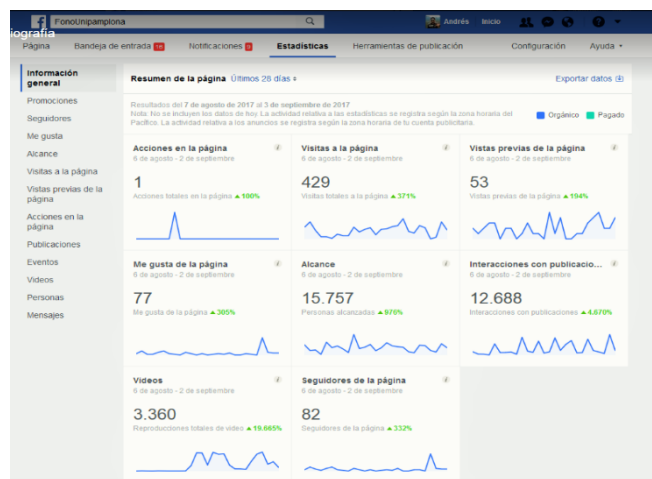 FonoUnipamplona
Andrés Inicio
iografia
Página Bandeja de entrada 18 Notificaciones 8 Estadísticas Herramientas de publicación Configuración Ayuda
Información general
Promociones
Seguidores
Me gusta
Alcance
Visitas a la página
Vistas previas de la página
Acciones en la página
Publicaciones
Eventos
Videos
Personas
Mensajes
Resumen de la página Últimos 28 días
Exportar datos
Resultados del 7 de agosto de 2017 al 3 de septiembre de 2017
Nota: No se incluyen los datos de hoy. La actividad relativa a las estadísticas se registra según la zona horaria del
Pacífico. La actividad relativa a los anuncios se registra según la zona horaria de tu cuenta publicitaria.
Orgánico Pagado
Acciones en la página
6 de agosto - 2 de septiembre
1
Acciones totales en la página ▲100%
Visitas a la página
6 de agosto - 2 de septiembre
429
Visitas totales a la página ▲371%
Vistas previas de la página
6 de agosto - 2 de septiembre
53
Vistas previas de la página ▲194%
Me gusta de la página
6 de agosto - 2 de septiembre
77
Me gusta de la página ▲305%
Alcance
6 de agosto - 2 de septiembre
15.757
Personas alcanzadas ▲976%
Interacciones con publicacio...
6 de agosto - 2 de septiembre
12.688
Interacciones con publicaciones ▲4.670%
Videos
6 de agosto - 2 de septiembre
3.360
Reproducciones totales de video ▲19.665%
Seguidores de la página
6 de agosto - 2 de septiembre
82
Seguidores de la página ▲332%